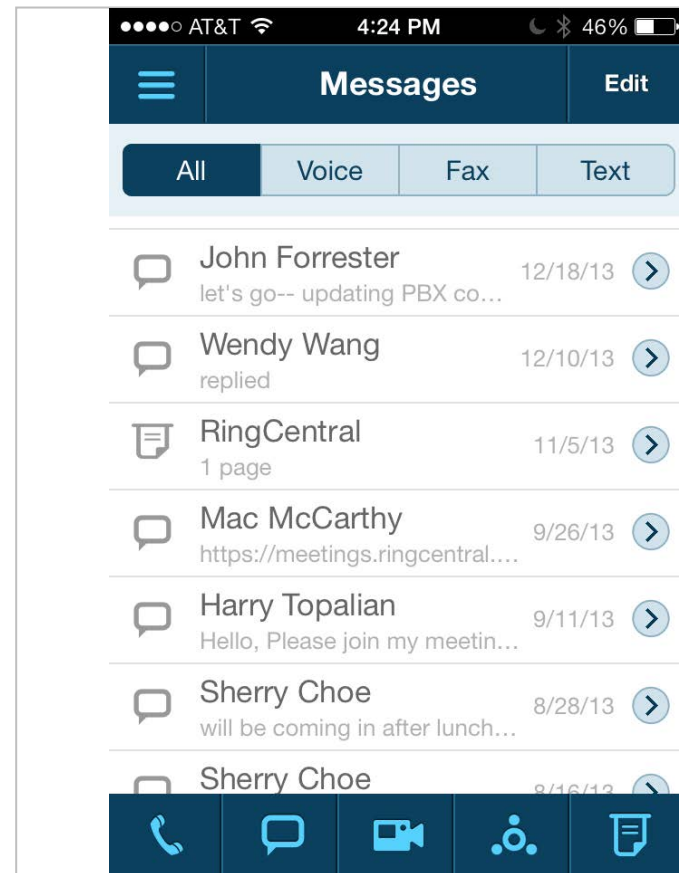 AT&T 4:24 PM 46%
Messages Edit
All Voice Fax Text
John Forrester 12/18/13
let's go-- updating PBX co...
Wendy Wang 12/10/13
replied
RingCentral 11/5/13
1 page
Mac McCarthy 9/26/13
https://meetings.ringcentral....
Harry Topalian 9/11/13
Hello, Please join my meetin...
Sherry Choe 8/28/13
will be coming in after lunch...
Sherry Choe 8/16/13